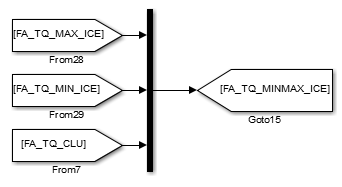 [FA_TQ_MAX_ICE]
From28
[FA_TQ_MIN_ICE]
From29
[FA_TQ_MINMAX_ICE]
Goto15
[FA_TQ_CLU]
From7